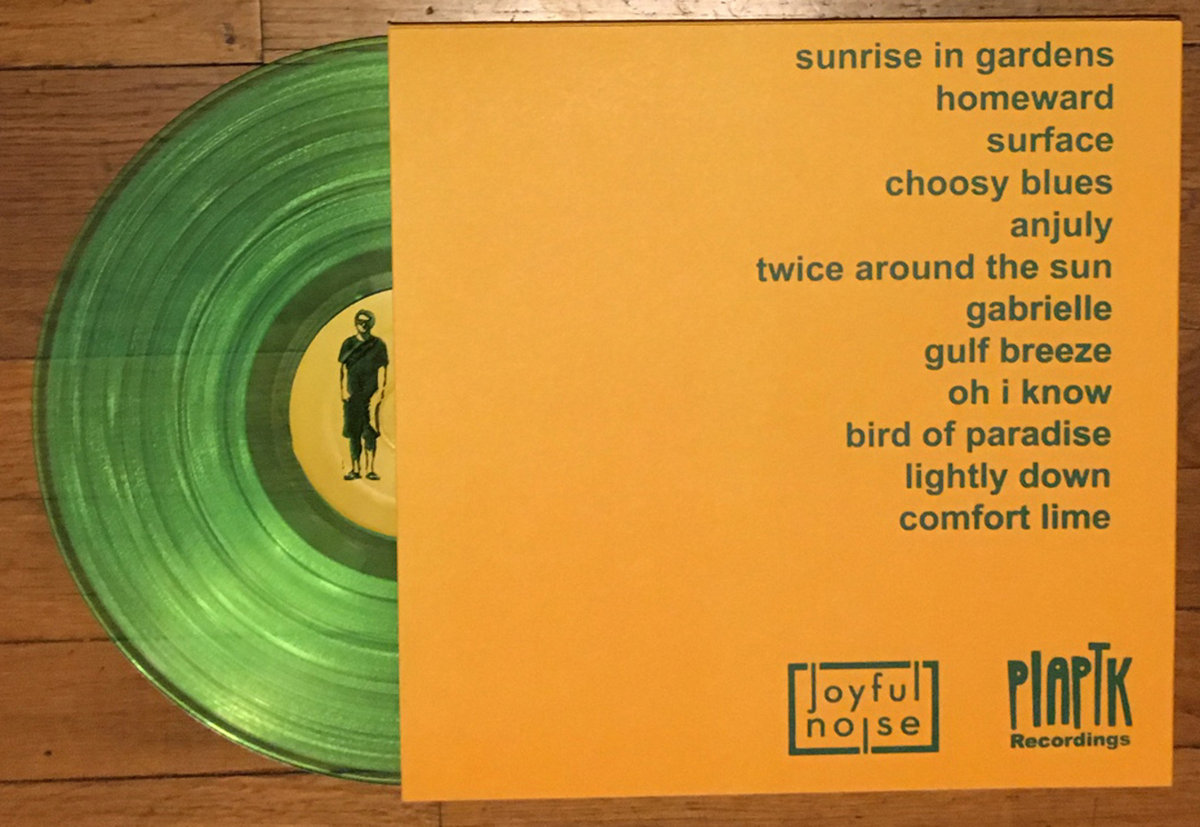 sunrise in gardens
homeward
surface
choosy blues
anjuly
twice around the sun
gabrielle
gulf breeze
oh i know
bird of paradise
lightly down
comfort lime
joyful
noise
PIAPTK
Recordings